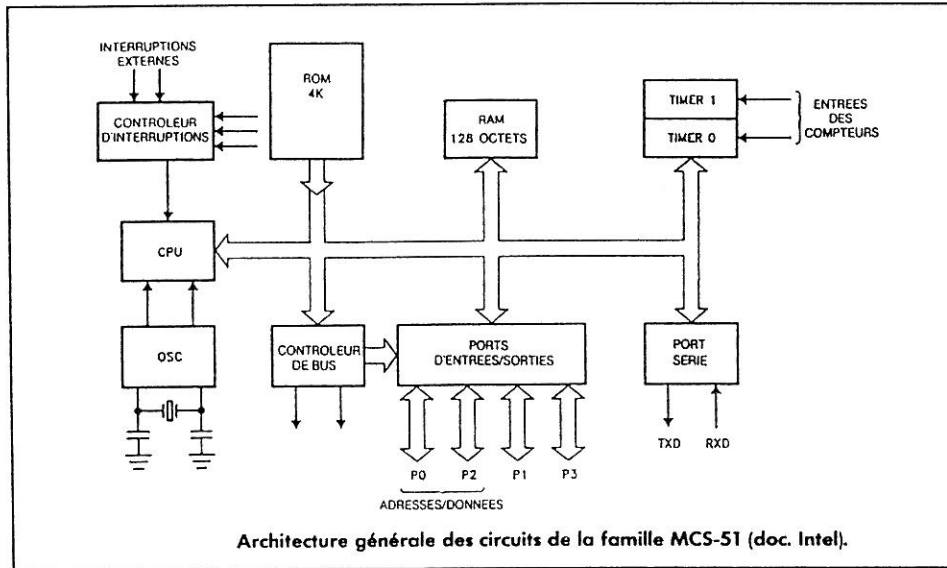 INTERRUPTIONS
EXTERNES
CONTROLEUR
D'INTERRUPTIONS
ROM
4K
RAM
128 OCTETS
TIMER 1
TIMER 0
ENTREES
DES
COMPTEURS
CPU
OSC
CONTROLEUR
DE BUS
PORTS
D'ENTREES/SORTIES
PORT
SERIE
TXD RXD
P0 P2 P1 P3
ADRESSES/DONNEES
Architecture générale des circuits de la famille MCS-51 (doc. Intel).